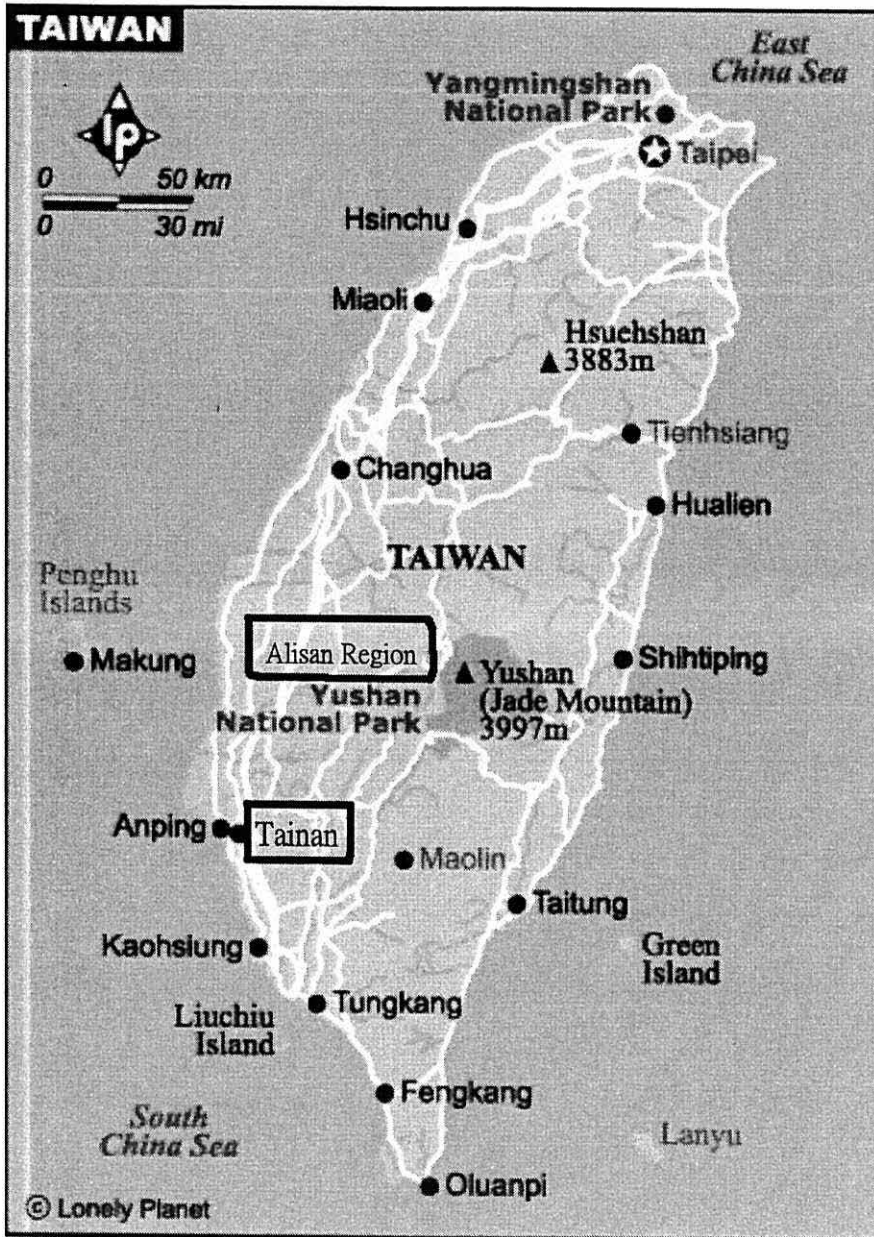 TAIWAN
East
China Sea
Yangmingshan
National Park
lp
Taipei
0 50 km
0 30 mi
Hsinchu
Miaoli
Hsuehshan
3883m
Tienhsiang
Changhua
Hualien
TAIWAN
Penghu
Islands
Makung
Alisan Region
Shihtiping
Yushan
(Jade Mountain)
3997m
Yushan
National Park
Anping
Tainan
Maolin
Taitung
Kaohsiung
Green
Island
Tungkang
Liuchiu
Island
Fengkang
South
China Sea
Lanyu
Oluanpi
© Lonely Planet